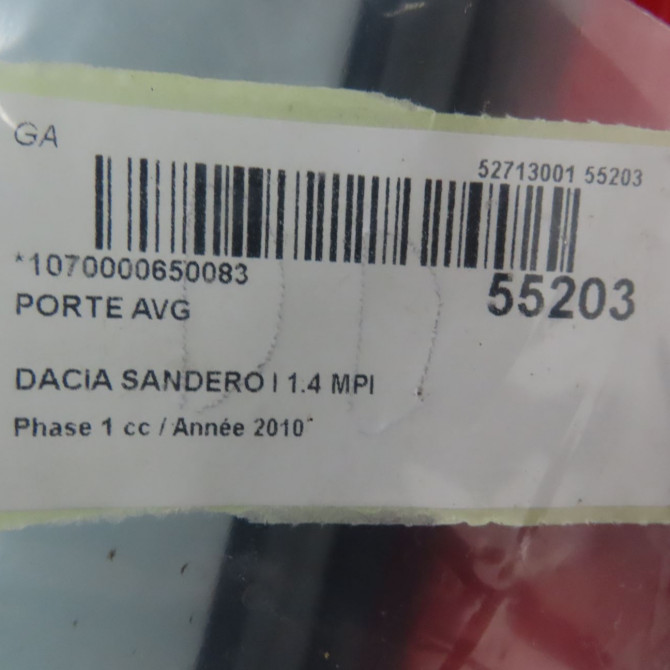 GA
52713001 55203
*1070000650083
55203
PORTE AVG
DACiA SANDERO I 1.4 MPI
Phase 1 cc / Année 2010